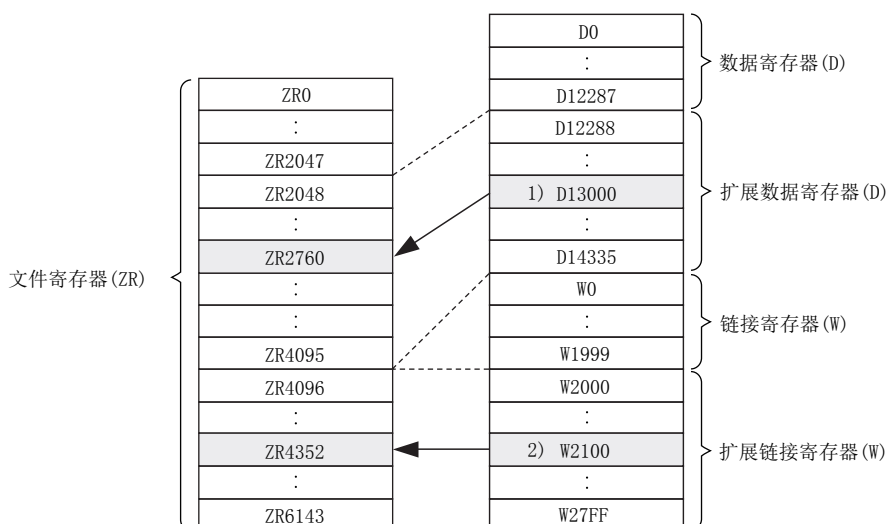 文件寄存器(ZR)
ZR0
:
ZR2047
ZR2048
:
ZR2760
:
:
ZR4095
ZR4096
:
ZR4352
:
ZR6143
D0
:
D12287
D12288
:
1) D13000
:
D14335
W0
:
W1999
W2000
:
2) W2100
:
W27FF
数据寄存器(D)
扩展数据寄存器(D)
链接寄存器(W)
扩展链接寄存器(W)